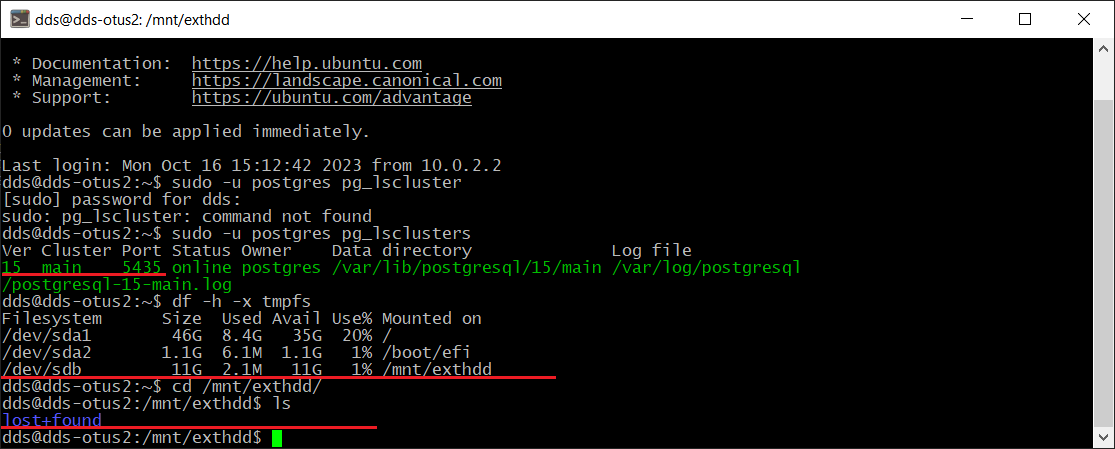 dds@dds-otus2: /mnt/exthdd
* Documentation:  https://help.ubuntu.com
* Management:     https://landscape.canonical.com
* Support:        https://ubuntu.com/advantage
0 updates can be applied immediately.
Last login: Mon Oct 16 15:12:42 2023 from 10.0.2.2
dds@dds-otus2:~$ sudo -u postgres pg_lscluster
[sudo] password for dds:
sudo: pg_lscluster: command not found
dds@dds-otus2:~$ sudo -u postgres pg_lsclusters
Ver Cluster Port Status Owner    Data directory              Log file
15  main    5435 online postgres /var/lib/postgresql/15/main /var/log/postgresql
/postgresql-15-main.log
dds@dds-otus2:~$ df -h -x tmpfs
Filesystem      Size  Used Avail Use% Mounted on
/dev/sda1        46G  8.4G   35G  20% /
/dev/sda2       1.1G  6.1M  1.1G   1% /boot/efi
/dev/sdb         11G  2.1M   11G   1% /mnt/exthdd
dds@dds-otus2:~$ cd /mnt/exthdd/
dds@dds-otus2:/mnt/exthdd$ ls
lost+found
dds@dds-otus2:/mnt/exthdd$